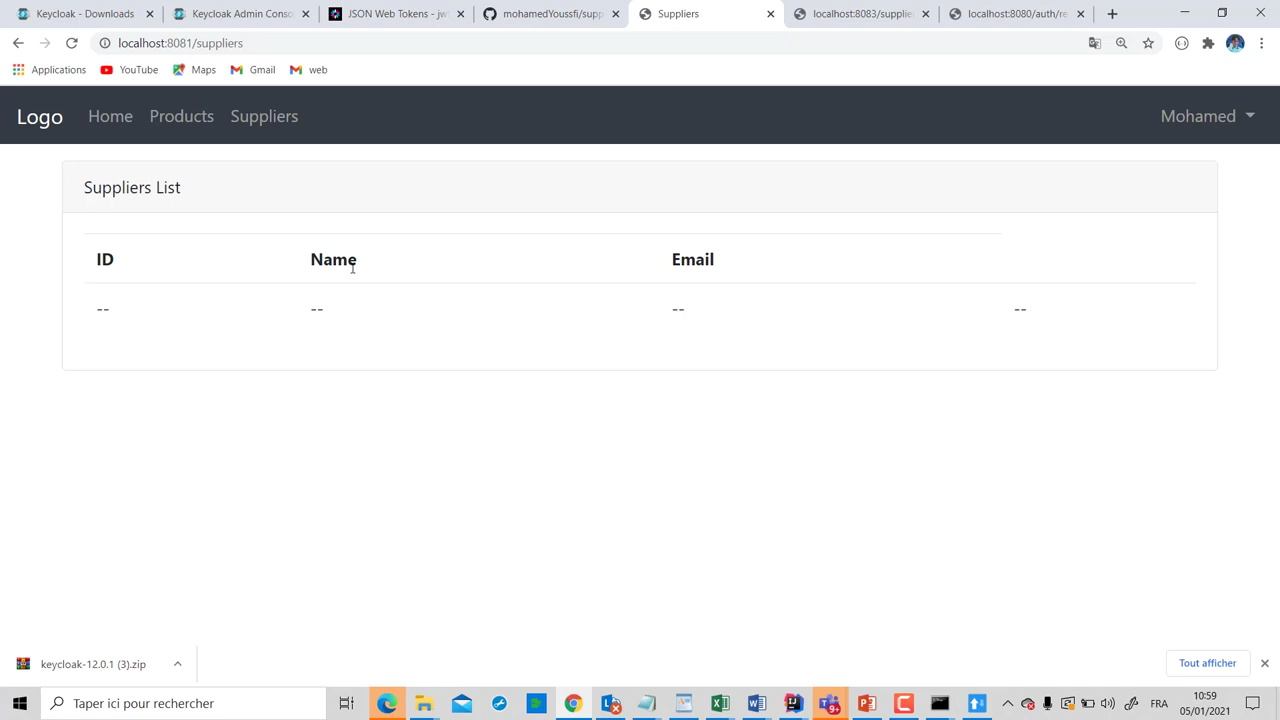 Keycloak - Downloads
Keycloak Admin Conso
JSON Web Tokens - jw
mohamedYoussfi/supp
Suppliers
localhost:8083/supplie
localhost:8080/auth/re
localhost:8081/suppliers
Applications
YouTube
Maps
Gmail
web
Logo
Home
Products
Suppliers
Mohamed
Suppliers List
ID Name Email
-- -- -- --
keycloak-12.0.1 (3).zip
Tout afficher
Taper ici pour rechercher
9+
FRA
10:59
05/01/2021